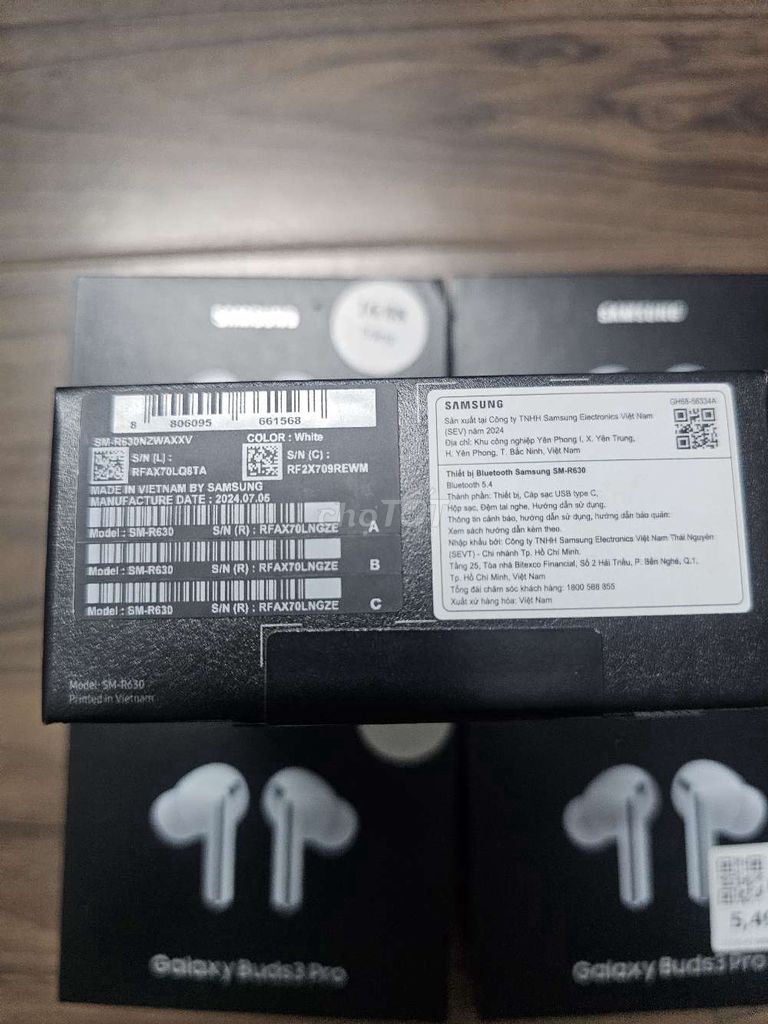 SAMSUNG
SAMSUNG
8 806095 661568
SM-R630NZWAXXV
COLOR : White
S/N (L) :
RFAX70LQ8TA
S/N (C) :
RF2X709REWM
MADE IN VIETNAM BY SAMSUNG
MANUFACTURE DATE : 2024.07.05
Model : SM-R630 S/N (R) : RFAX70LNGZE A
Model : SM-R630 S/N (R) : RFAX70LNGZE B
Model : SM-R630 S/N (R) : RFAX70LNGZE C
Model: SM-R630
Printed in Vietnam
SAMSUNG
GH68-56334A
Sản xuất tại Công ty TNHH Samsung Electronics Việt Nam
(SEV) năm 2024
Địa chỉ: Khu công nghiệp Yên Phong I, X. Yên Trung,
H. Yên Phong, T. Bắc Ninh, Việt Nam
Thiết bị Bluetooth Samsung SM-R630
Bluetooth 5.4
Thành phần: Thiết bị, Cáp sạc USB type C,
Hộp sạc, Đệm tai nghe, Hướng dẫn sử dụng.
Thông tin cảnh báo, hướng dẫn sử dụng, hướng dẫn bảo quản:
Xem sách hướng dẫn kèm theo.
Nhập khẩu bởi: Công ty TNHH Samsung Electronics Việt Nam Thái Nguyên
(SEVT) - Chi nhánh Tp. Hồ Chí Minh.
Tầng 25, Tòa nhà Bitexco Financial, Số 2 Hải Triều, P. Bến Nghé, Q.1,
Tp. Hồ Chí Minh, Việt Nam
Tổng đài chăm sóc khách hàng: 1800 588 855
Xuất xứ hàng hóa: Việt Nam
chợTỐT
Galaxy Buds3 Pro
Galaxy Buds3 Pro